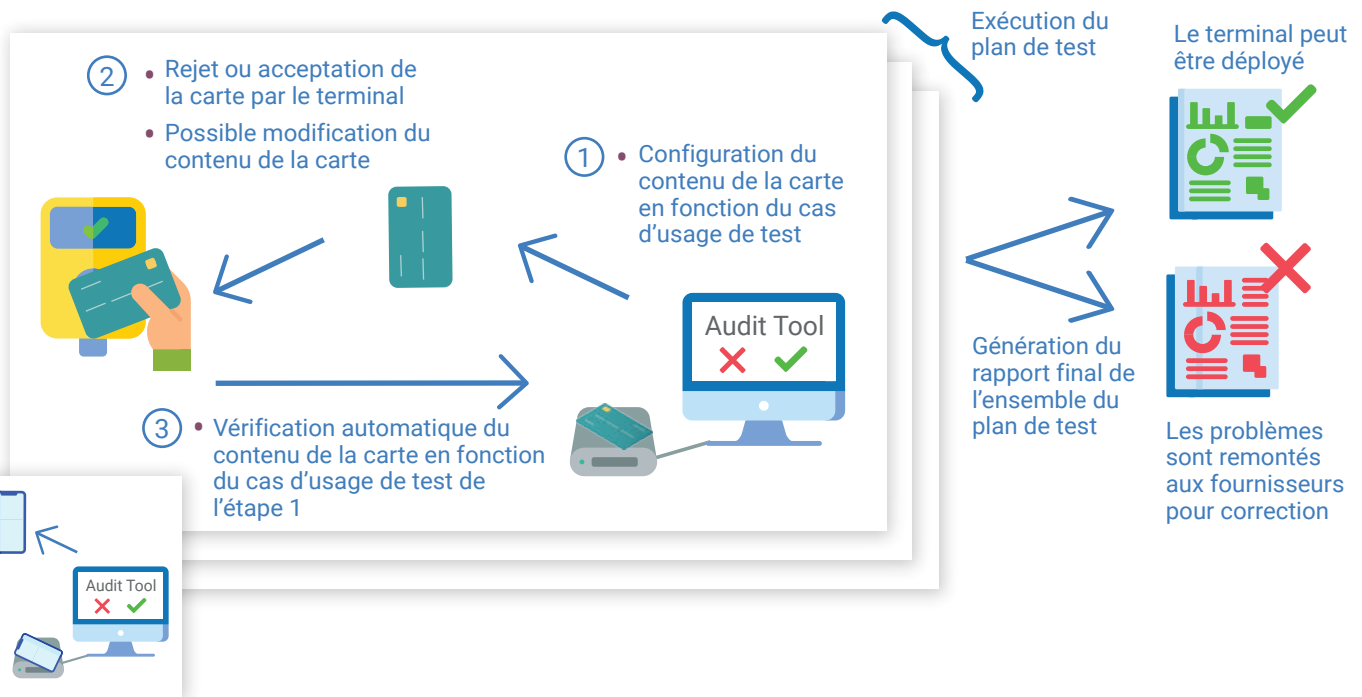 Exécution du
plan de test
Le terminal peut
être déployé
2
• Rejet ou acceptation de
la carte par le terminal
• Possible modification du
contenu de la carte
1
• Configuration du
contenu de la carte
en fonction du cas
d'usage de test
Audit Tool
3
• Vérification automatique du
contenu de la carte en fonction
du cas d'usage de test de
l'étape 1
Génération du
rapport final de
l'ensemble du
plan de test
Les problèmes
sont remontés
aux fournisseurs
pour correction
Audit Tool